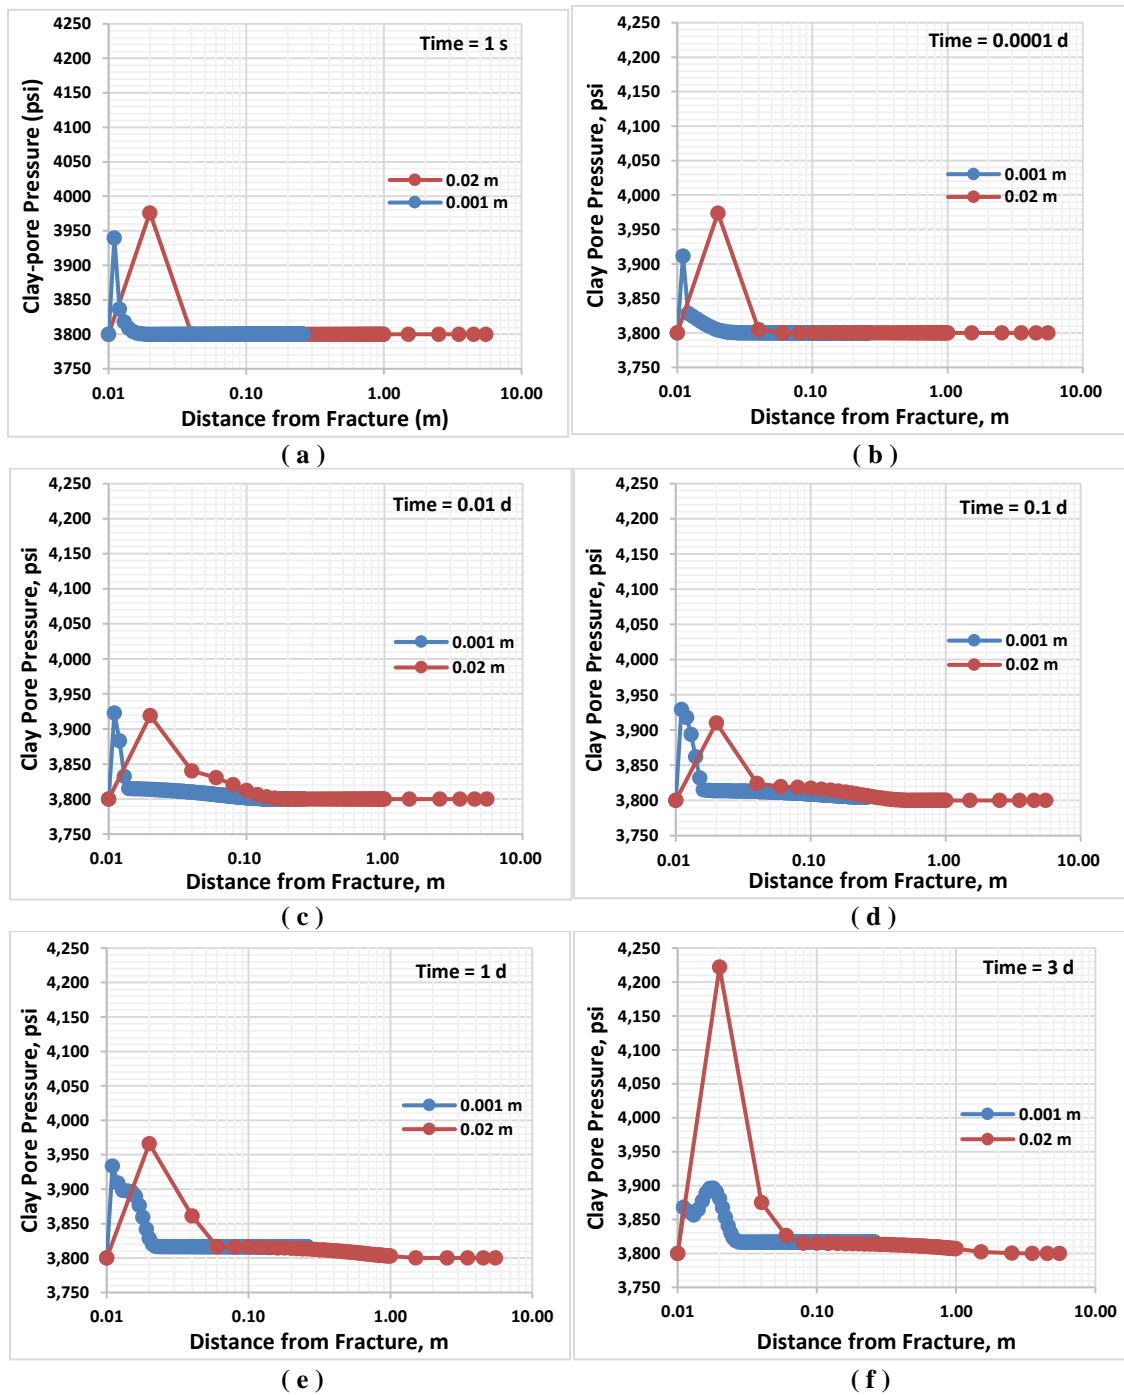 Time = 1 s
4250
4200
4150
4100
4050
4000
3950
3900
3850
3800
3750
Clay-pore Pressure (psi)
0.02 m
0.001 m
0.01 0.10 1.00 10.00
Distance from Fracture (m)
( a )
Time = 0.0001 d
4,250
4,200
4,150
4,100
4,050
4,000
3,950
3,900
3,850
3,800
3,750
Clay Pore Pressure, psi
0.001 m
0.02 m
0.01 0.10 1.00 10.00
Distance from Fracture, m
( b )
Time = 0.01 d
4,250
4,200
4,150
4,100
4,050
4,000
3,950
3,900
3,850
3,800
3,750
Clay Pore Pressure, psi
0.001 m
0.02 m
0.01 0.10 1.00 10.00
Distance from Fracture, m
( c )
Time = 0.1 d
4,250
4,200
4,150
4,100
4,050
4,000
3,950
3,900
3,850
3,800
3,750
Clay Pore Pressure, psi
0.001 m
0.02 m
0.01 0.10 1.00 10.00
Distance from Fracture, m
( d )
Time = 1 d
4,250
4,200
4,150
4,100
4,050
4,000
3,950
3,900
3,850
3,800
3,750
Clay Pore Pressure, psi
0.001 m
0.02 m
0.01 0.10 1.00 10.00
Distance from Fracture, m
( e )
Time = 3 d
4,250
4,200
4,150
4,100
4,050
4,000
3,950
3,900
3,850
3,800
3,750
Clay Pore Pressure, psi
0.001 m
0.02 m
0.01 0.10 1.00 10.00
Distance from Fracture, m
( f )